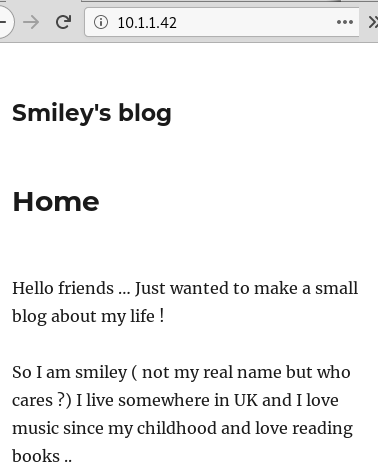 10.1.1.42
Smiley's blog
Home
Hello friends ... Just wanted to make a small
blog about my life !
So I am smiley ( not my real name but who
cares ?) I live somewhere in UK and I love
music since my childhood and love reading
books ..